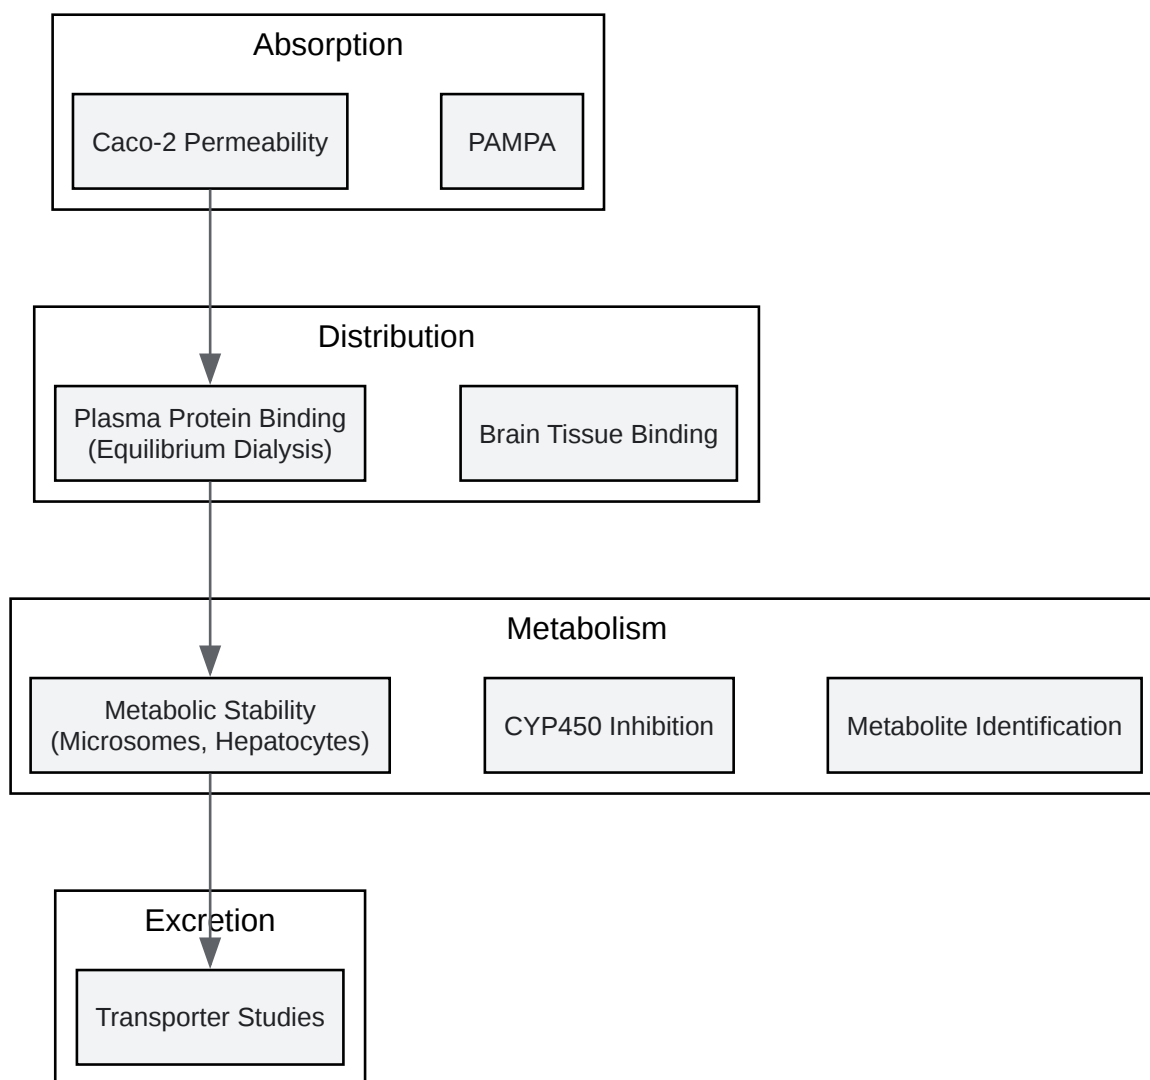 Absorption
Caco-2 Permeability
PAMPA
Distribution
Plasma Protein Binding
(Equilibrium Dialysis)
Brain Tissue Binding
Metabolism
Metabolic Stability
(Microsomes, Hepatocytes)
CYP450 Inhibition
Metabolite Identification
Excretion
Transporter Studies